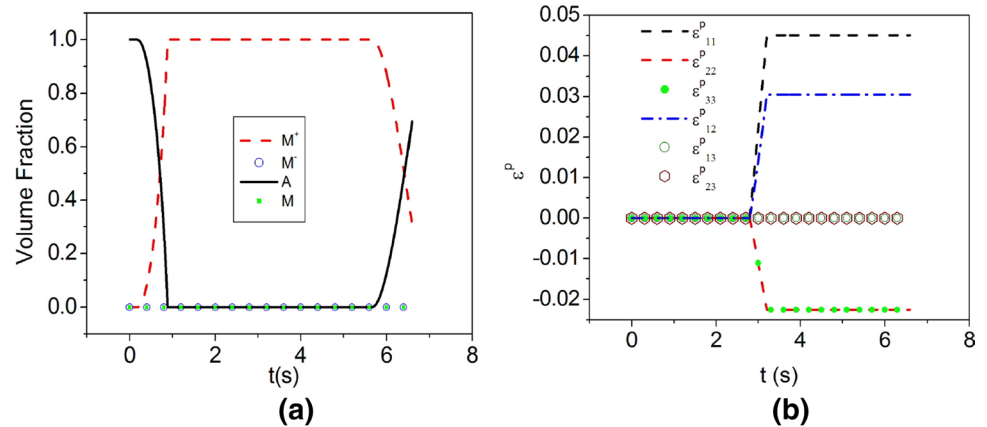 1.0
0.8
0.6
0.4
0.2
0.0
Volume Fraction
M⁺
M⁻
A
M
0 2 4 6 8
t(s)
(a)
0.05
0.04
0.03
0.02
0.01
0.00
-0.01
-0.02
εᵖ
εᵖ₁₁
εᵖ₂₂
εᵖ₃₃
εᵖ₁₂
εᵖ₁₃
εᵖ₂₃
0 2 4 6 8
t (s)
(b)